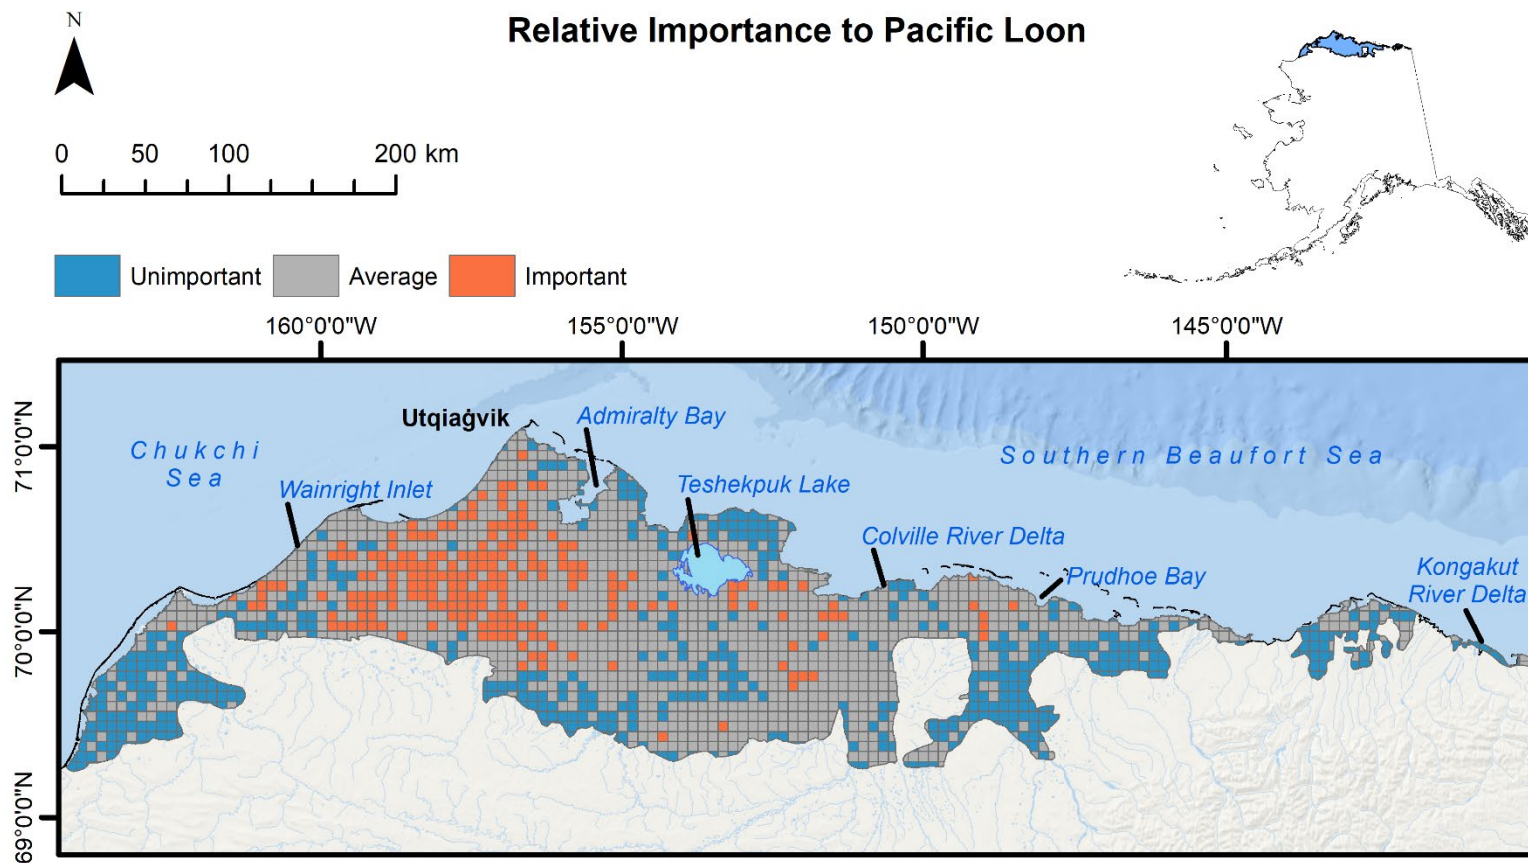 Relative Importance to Pacific Loon
N
0 50 100 200 km
Unimportant Average Important
160°0'0"W 155°0'0"W 150°0'0"W 145°0'0"W
71°0'0"N
70°0'0"N
69°0'0"N
Utqiaġvik
Admiralty Bay
Chukchi
Sea
Southern Beaufort Sea
Wainright Inlet
Teshekpuk Lake
Colville River Delta
Prudhoe Bay
Kongakut
River Delta